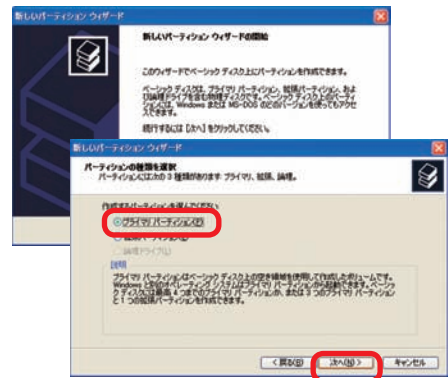 新しいパーティション ウィザード
新しいパーティション ウィザードの開始
このウィザードでベーシック ディスク上にパーティションを作成できます。
ベーシック ディスクは、プライマリ パーティション、拡張パーティション、およ
び論理ドライブを含む物理ディスクです。ベーシック ディスク上のパーティ
ションには、Windows または MS-DOS のどのバージョンを使ってもアクセ
スできます。
続行するには [次へ] をクリックしてください。
新しいパーティション ウィザード
パーティションの種類を選択
パーティションには次の 3 種類があります: プライマリ、拡張、論理。
作成するパーティションを選んでください:
プライマリ パーティション(P)
拡張パーティション(E)
論理ドライブ(L)
説明
プライマリ パーティションはベーシック ディスク上の空き領域を使用して作成したボリュームです。
Windows と別のオペレーティング システムはプライマリ パーティションから起動できます。ベーシッ
ク ディスクには最高 4 つまでのプライマリ パーティションか、または 3 つのプライマリ パーティション
と 1 つの拡張パーティションを作成できます。
< 戻る(B)
次へ(N) >
キャンセル